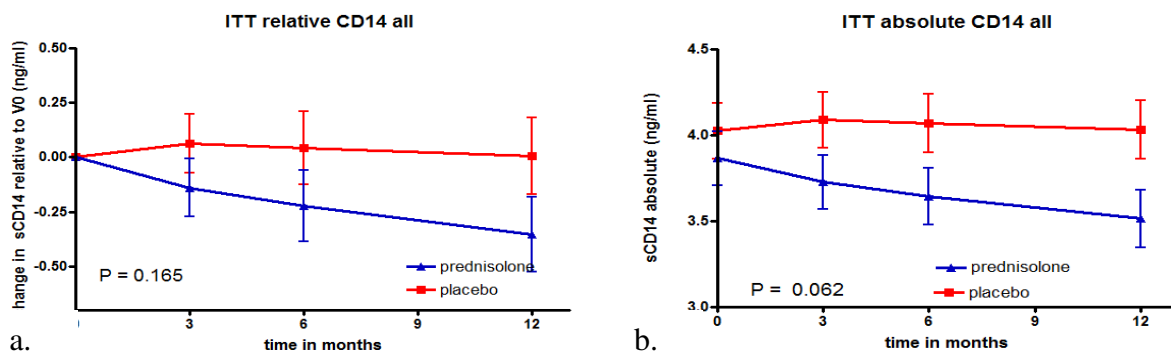 ITT relative CD14 all
hange in sCD14 relative to V0 (ng/ml)
0.50
0.25
0.00
-0.25
-0.50
P = 0.165
prednisolone
placebo
3
6
9
12
time in months
a.
ITT absolute CD14 all
sCD14 absolute (ng/ml)
4.5
4.0
3.5
3.0
P = 0.062
prednisolone
placebo
0
3
6
9
12
time in months
b.